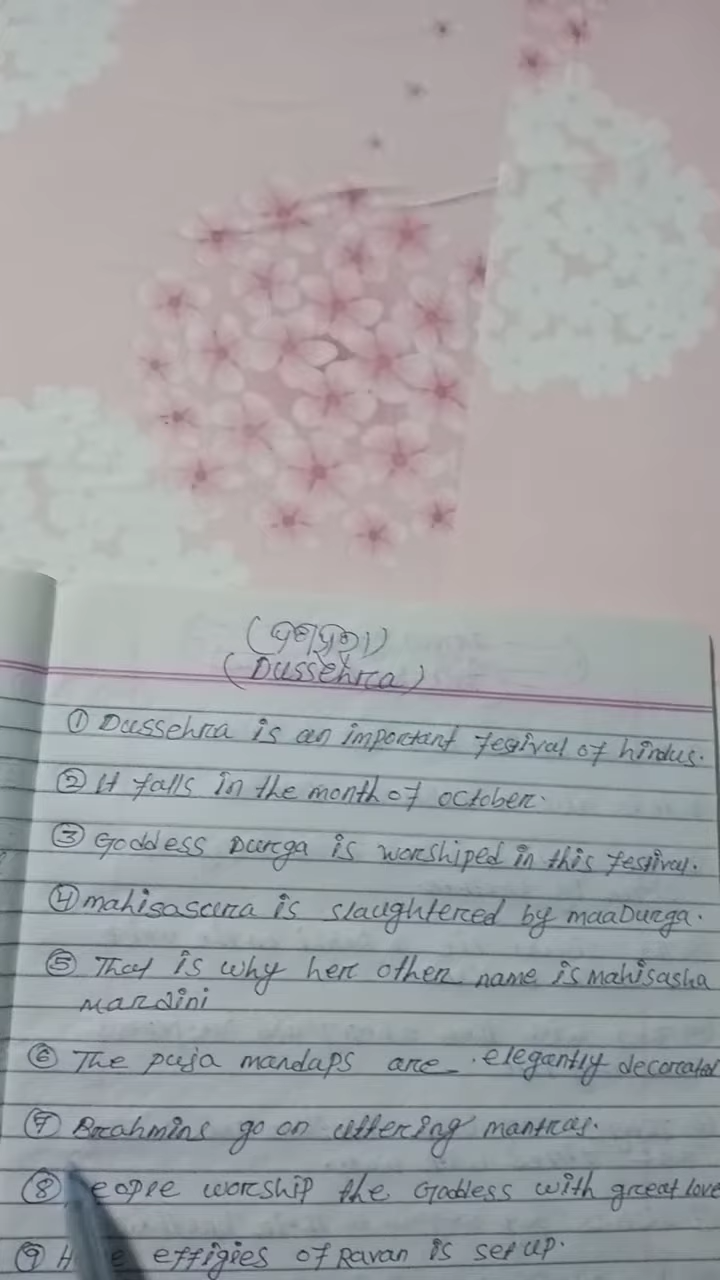 (ଦଶହରା)
(Dussehra)
① Dussehra is an important fesival of hindus.
② It falls in the month of october.
③ Goddess Durga is worshiped in this festival.
④ mahisasura is slaughtered by maaDurga.
⑤ That is why her other name is mahisasha
mardini
⑥ The puja mandaps are elegantly decorated
⑦ Brahmins go on uttering mantras.
⑧ eople worship the Goddess with great love
⑨ effigies of Ravan is set up.